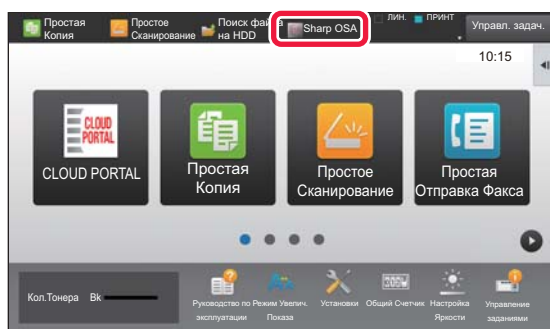 Простая
Копия
Простое
Сканирование
Поиск файла
на HDD
Sharp OSA
ЛИН.
ПРИНТ
Управл. задач.
10:15
CLOUD
PORTAL
CLOUD PORTAL
Простая
Копия
Простое
Сканирование
Простая
Отправка Факса
Кол.Тонера Bk
Руководство по
эксплуатации
Режим Увелич.
Показа
Установки
Общий Счетчик
Настройка
Яркости
Управление
заданиями